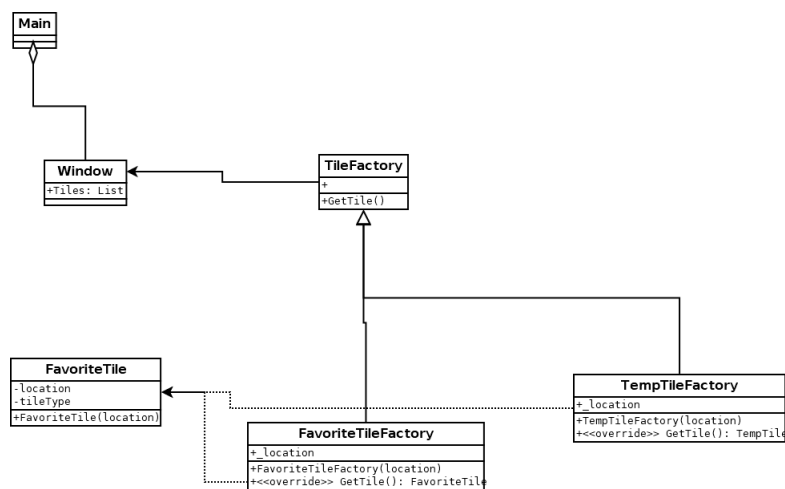 Main
Window
+Tiles: List
TileFactory
+
+GetTile()
FavoriteTile
-location
-tileType
+FavoriteTile(location)
FavoriteTileFactory
+_location
+FavoriteTileFactory(location)
+<<override>> GetTile(): FavoriteTile
TempTileFactory
+_location
+TempTileFactory(location)
+<<override>> GetTile(): TempTile